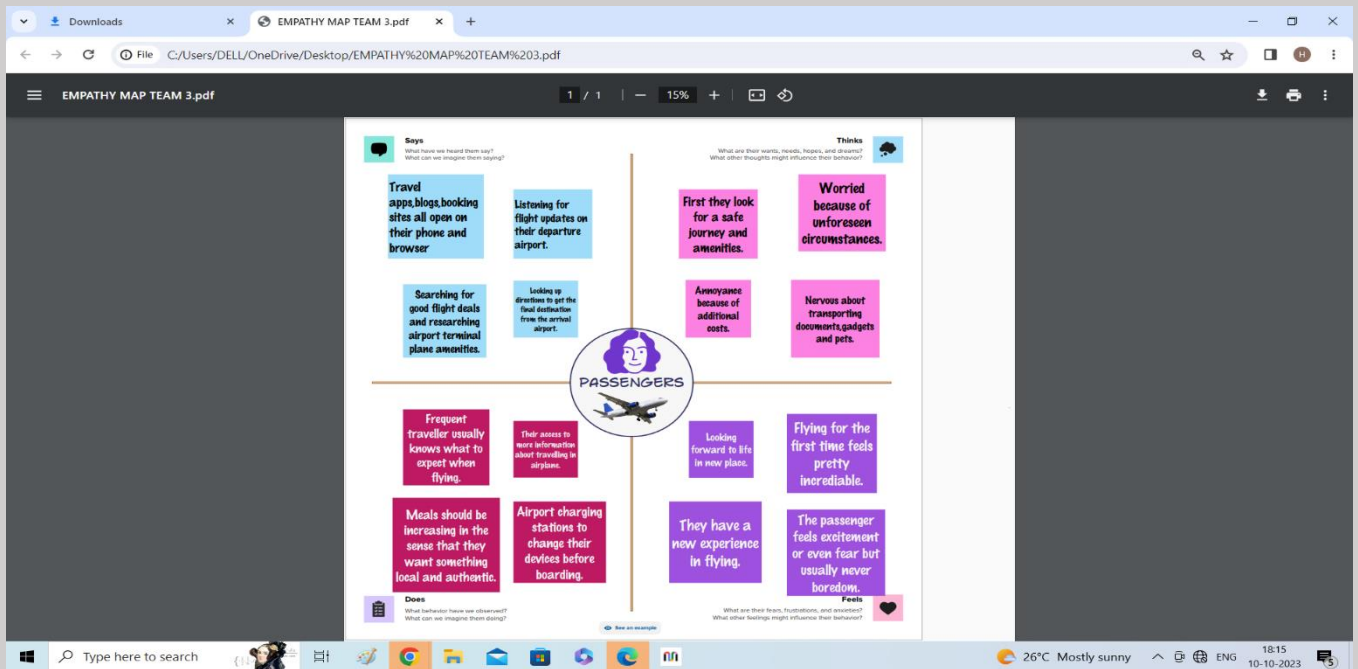 Downloads
EMPATHY MAP TEAM 3.pdf
File
C:/Users/DELL/OneDrive/Desktop/EMPATHY%20MAP%20TEAM%203.pdf
H
EMPATHY MAP TEAM 3.pdf
1 / 1
15%
Says
What have we heard them say?
What can we imagine them saying?
Thinks
What are their wants, needs, hopes, and dreams?
What other thoughts might influence their behavior?
Travel
apps,blogs,booking
sites all open on
their phone and
browser
Listening for
flight updates on
their departure
airport.
First they look
for a safe
journey and
amenities.
Worried
because of
unforeseen
circumstances.
Searching for
good flight deals
and researching
airport terminal
plane amenities.
Looking up
directions to get the
final destination
from the arrival
airport.
Annoyance
because of
additional
costs.
Nervous about
transporting
documents,gadgets
and pets.
PASSENGERS
Frequent
traveller usually
knows what to
expect when
flying.
Their access to
more information
about travelling in
airplane.
Looking
forward to life
in new place.
Flying for the
first time feels
pretty
incrediable.
Meals should be
increasing in the
sense that they
want something
local and authentic.
Airport charging
stations to
change their
devices before
boarding.
They have a
new experience
in flying.
The passenger
feels excitement
or even fear but
usually never
boredom.
Does
What behavior have we observed?
What can we imagine them doing?
Feels
What are their fears, frustrations, and anxieties?
What other feelings might influence their behavior?
See an example
Type here to search
26°C Mostly sunny
ENG
18:15
10-10-2023
5